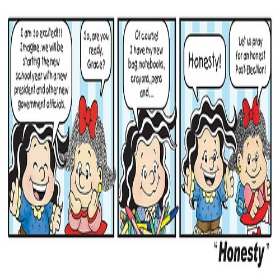 I am so excited!!!
Imagine, we will be
starting the new
school year with a new
president and other new
government officials.
So, are you
ready,
Grace?
Of course!
I have my new
bag, notebooks,
crayons, pens
and....
Honesty!
Let us pray
for an honest
Post-Election!
"Honesty"